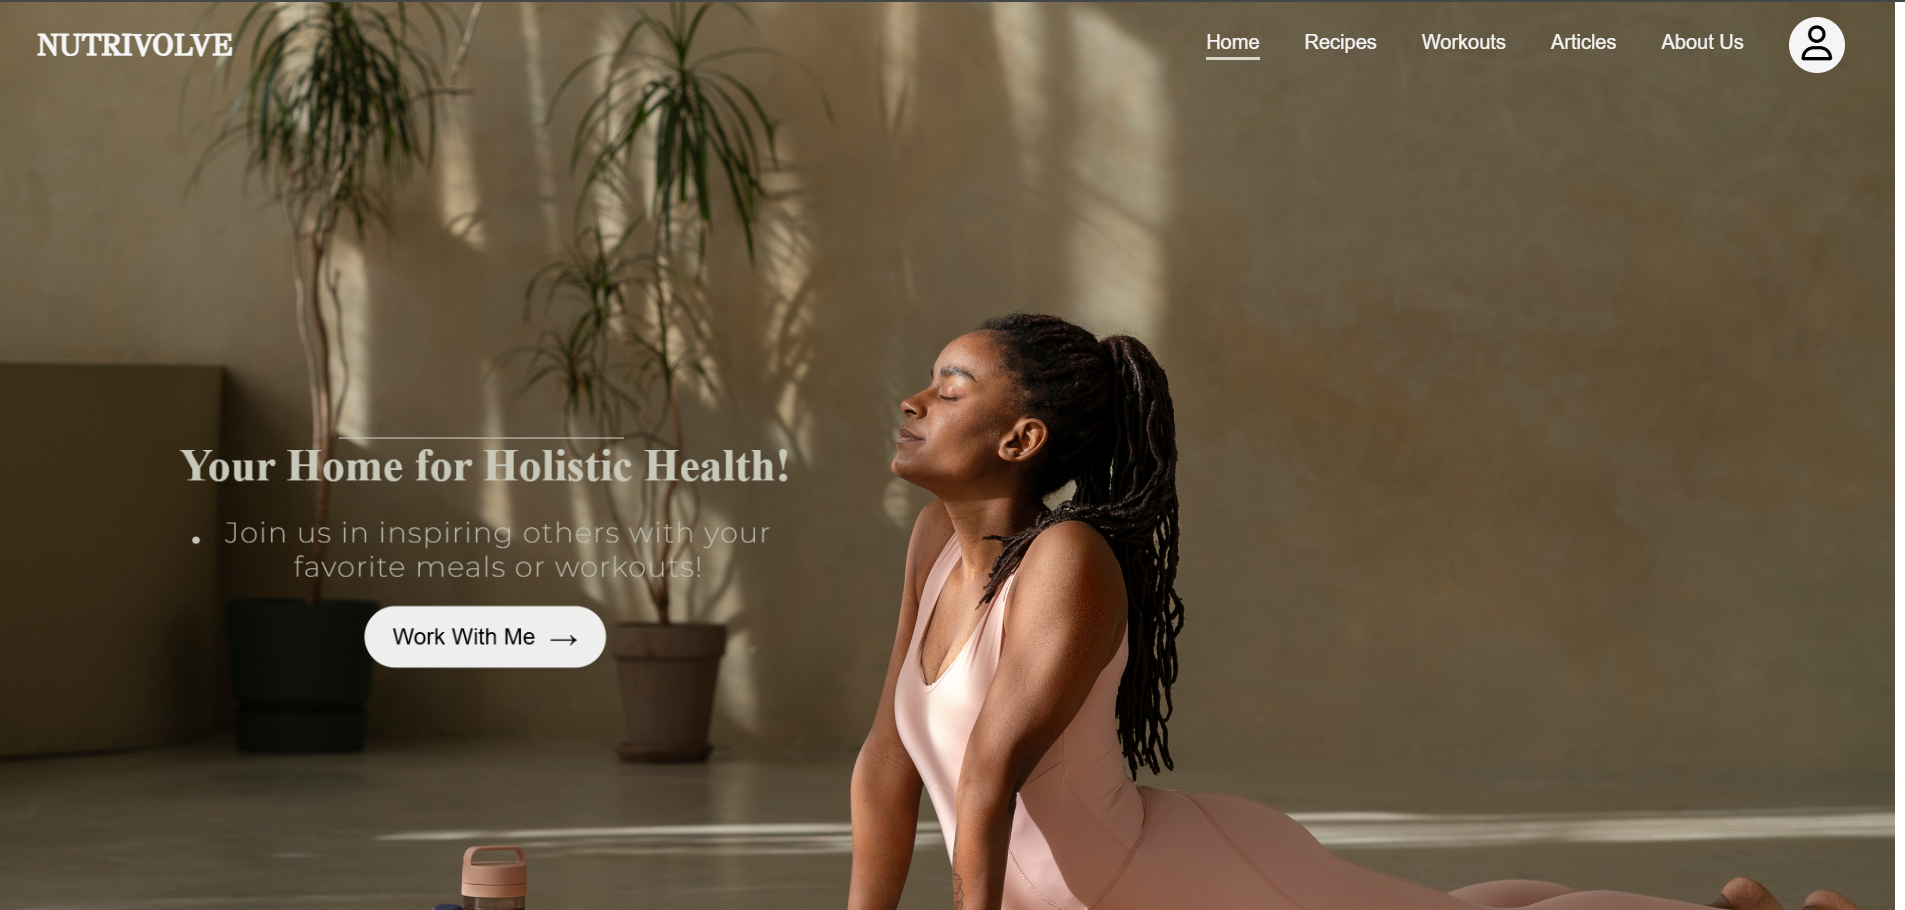 NUTRIVOLVE
Home Recipes Workouts Articles About Us
Your Home for Holistic Health!
• Join us in inspiring others with your
favorite meals or workouts!
Work With Me →